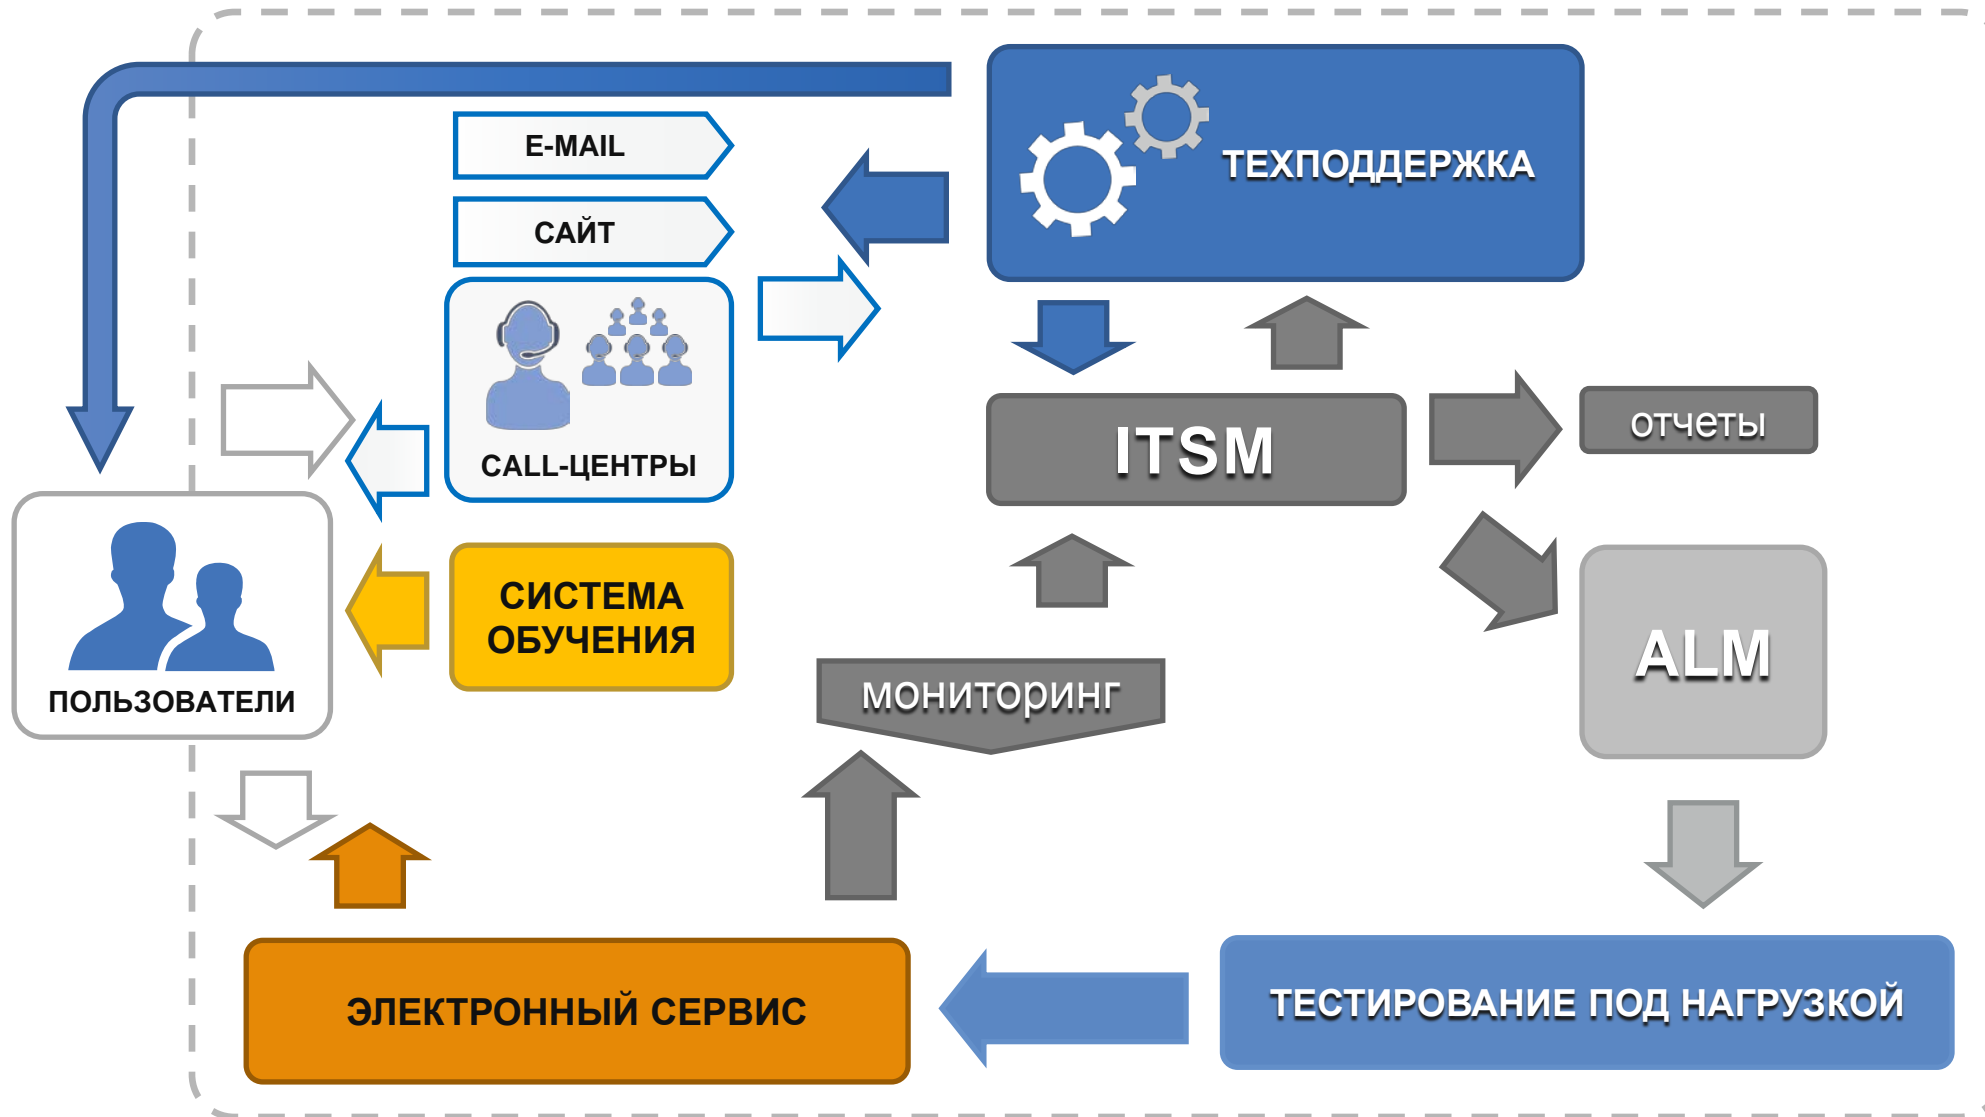 E-MAIL
САЙТ
ТЕХПОДДЕРЖКА
CALL-ЦЕНТРЫ
ITSM
отчеты
ПОЛЬЗОВАТЕЛИ
СИСТЕМА
ОБУЧЕНИЯ
мониторинг
ALM
ЭЛЕКТРОННЫЙ СЕРВИС
ТЕСТИРОВАНИЕ ПОД НАГРУЗКОЙ